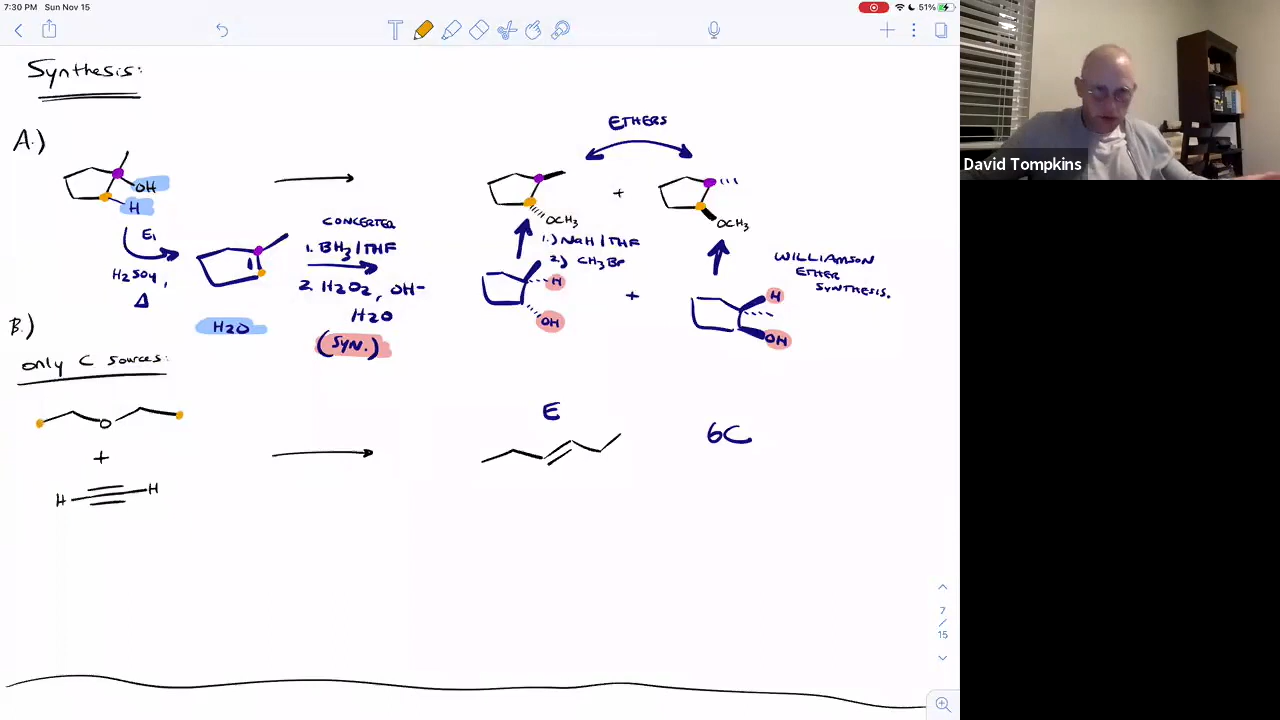 7:30 PM Sun Nov 15
51%
Synthesis:
A.)
ETHERS
OH
H
+
OCH3
OCH3
E1
H2SO4,
Δ
CONCERTED
1. BH3/THF
2. H2O2, OH-
H2O
(SYN.)
H2O
1.) NaH/THF
2.) CH3Br
H
OH
+
WILLIAMSON
ETHER
SYNTHESIS.
H
OH
B.)
only C sources:
O
+
H H
E
6C
7
/
15
T
David Tompkins